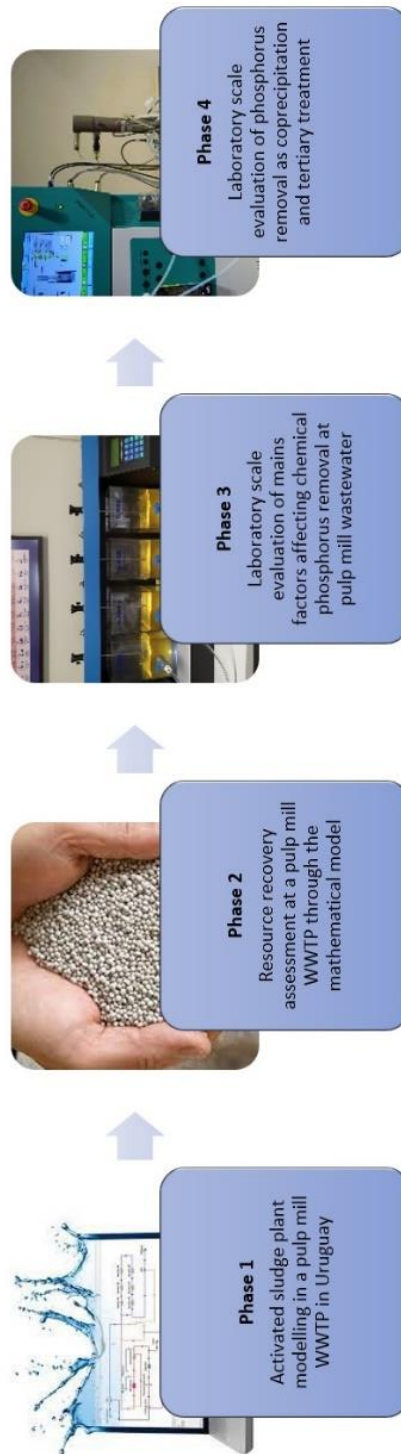 Phase 1
Activated sludge plant
modelling in a pulp mill
WWTP in Uruguay
Phase 2
Resource recovery
assessment at a pulp mill
WWTP through the
mathematical model
Phase 3
Laboratory scale
evaluation of mains
factors affecting chemical
phosphorus removal at
pulp mill wastewater
Phase 4
Laboratory scale
evaluation of phosphorus
removal as coprecipitation
and tertiary treatment